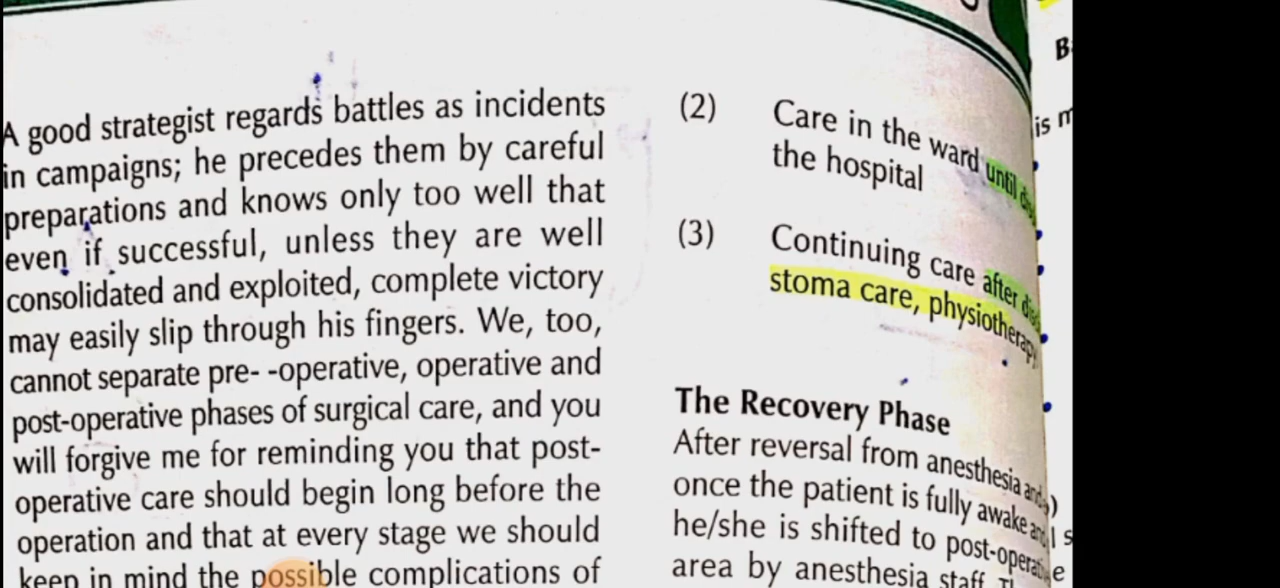 A good strategist regards battles as incidents
in campaigns; he precedes them by careful
preparations and knows only too well that
even if successful, unless they are well
consolidated and exploited, complete victory
may easily slip through his fingers. We, too,
cannot separate pre- -operative, operative and
post-operative phases of surgical care, and you
will forgive me for reminding you that post-
operative care should begin long before the
operation and that at every stage we should
keep in mind the possible complications of
(2) Care in the ward until
the hospital
(3) Continuing care after
stoma care, physiotherapy
The Recovery Phase
After reversal from anesthesia
once the patient is fully awake
he/she is shifted to
area by anesthesia staff.
is